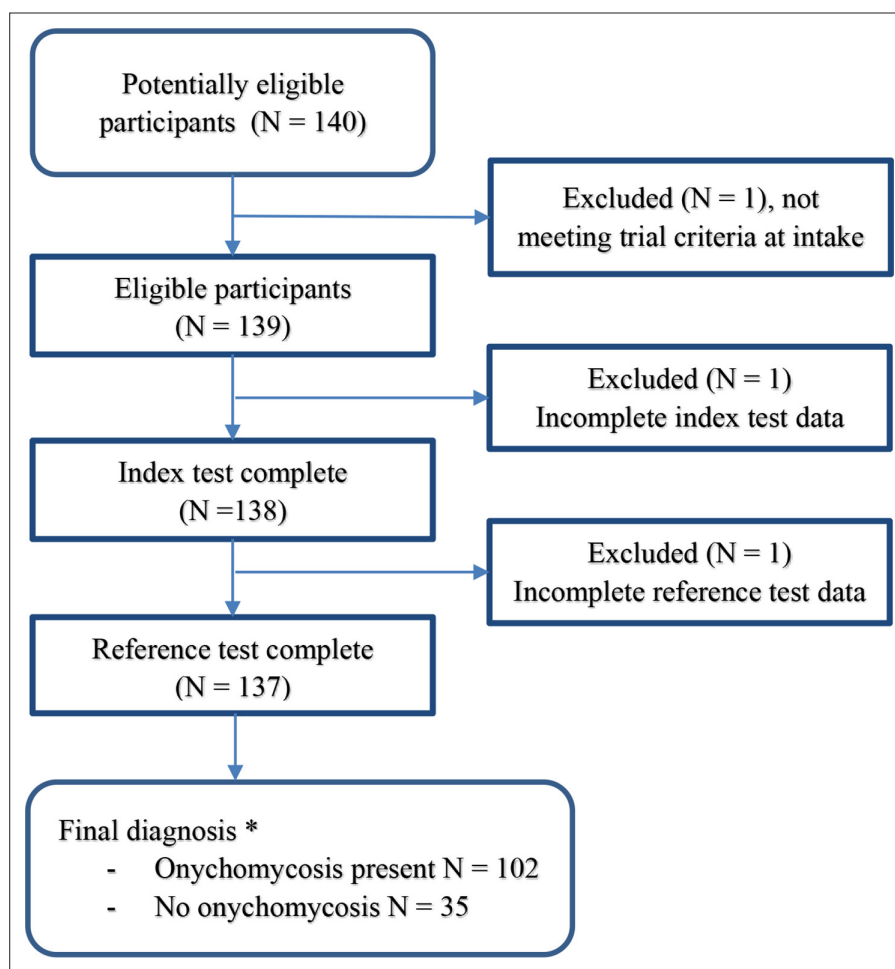 Potentially eligible
participants (N = 140)
Excluded (N = 1), not
meeting trial criteria at intake
Eligible participants
(N = 139)
Excluded (N = 1)
Incomplete index test data
Index test complete
(N =138)
Excluded (N = 1)
Incomplete reference test data
Reference test complete
(N = 137)
Final diagnosis *
- Onychomycosis present N = 102
- No onychomycosis N = 35